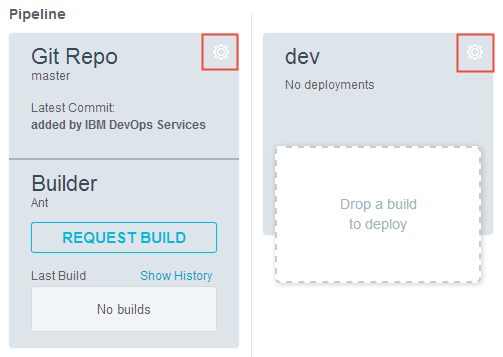 Pipeline
Git Repo
master
Latest Commit:
added by IBM DevOps Services
Builder
Ant
REQUEST BUILD
Last Build Show History
No builds
dev
No deployments
Drop a build
to deploy